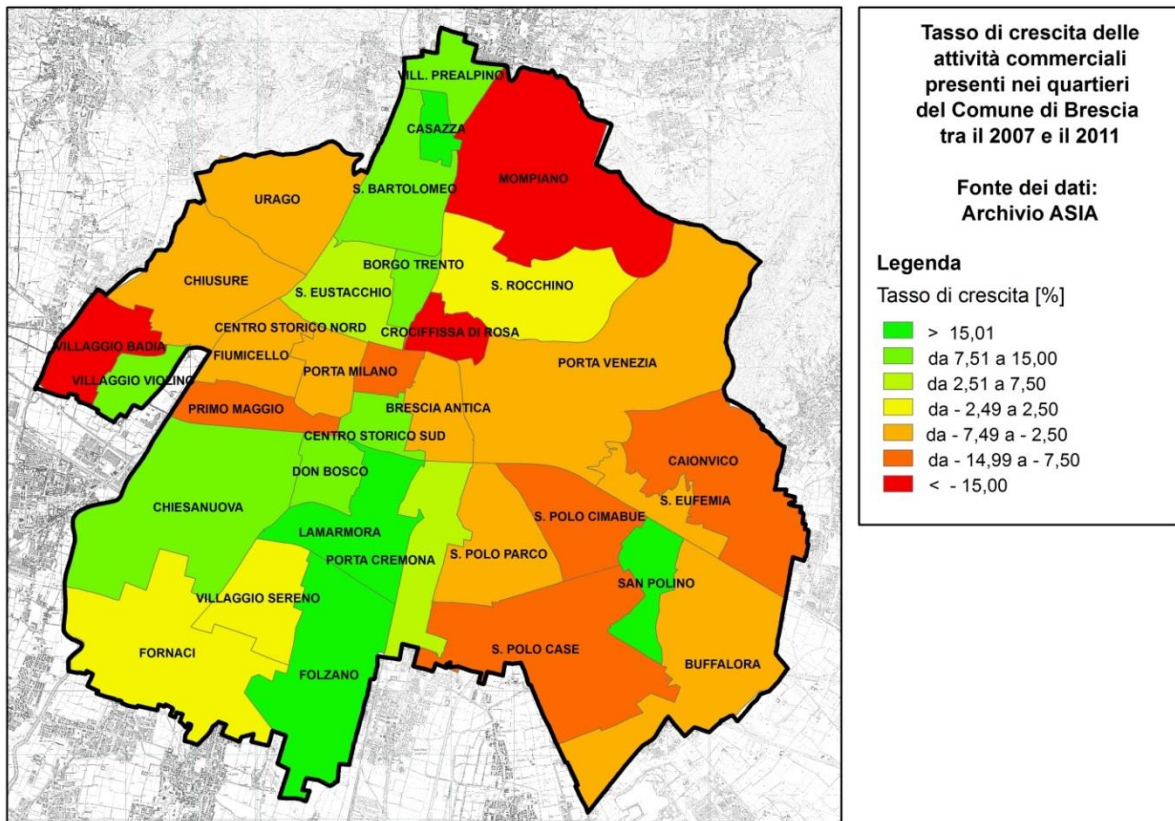 Tasso di crescita delle
attività commerciali
presenti nei quartieri
del Comune di Brescia
tra il 2007 e il 2011
Fonte dei dati:
Archivio ASIA
Legenda
Tasso di crescita [%]
> 15,01
da 7,51 a 15,00
da 2,51 a 7,50
da - 2,49 a 2,50
da - 7,49 a - 2,50
da - 14,99 a - 7,50
< - 15,00
VILL. PREALPINO
CASAZZA
MOMPIANO
S. BARTOLOMEO
URAGO
BORGO TRENTO
CHIUSURE
S. EUSTACCHIO
S. ROCCHINO
CENTRO STORICO NORD
CROCIFISSA DI ROSA
VILLAGGIO BADIA
FIUMICELLO
PORTA VENEZIA
PORTA MILANO
VILLAGGIO VIOLINO
PRIMO MAGGIO
BRESCIA ANTICA
CENTRO STORICO SUD
CAIONVICO
DON BOSCO
S. EUFEMIA
CHIESANUOVA
S. POLO CIMABUE
LAMARMORA
S. POLO PARCO
PORTA CREMONA
SAN POLINO
VILLAGGIO SERENO
S. POLO CASE
FORNACI
BUFFALORA
FOLZANO